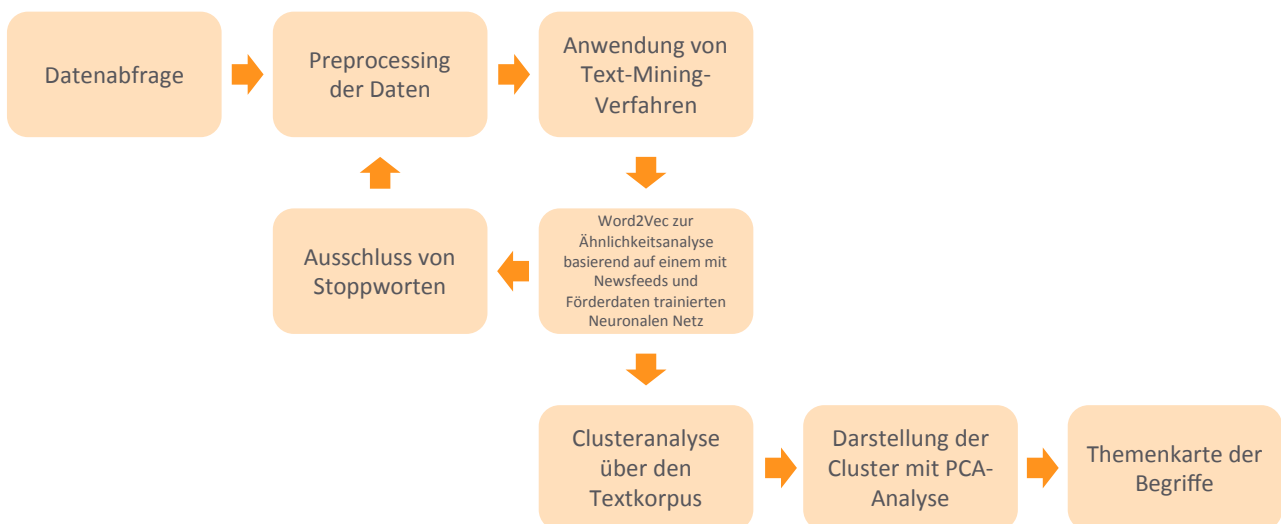 Datenabfrage
Preprocessing
der Daten
Anwendung von
Text-Mining-
Verfahren
Ausschluss von
Stoppworten
Word2Vec zur
Ähnlichkeitsanalyse
basierend auf einem mit
Newsfeeds und
Förderdaten trainierten
Neuronalen Netz
Clusteranalyse
über den
Textkorpus
Darstellung der
Cluster mit PCA-
Analyse
Themenkarte der
Begriffe